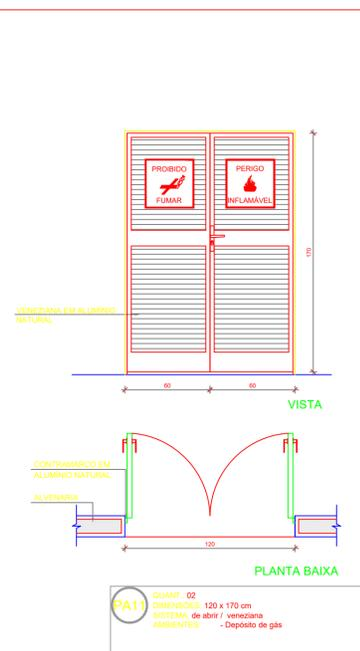 PROIBIDO
FUMAR
PERIGO
INFLAMÁVEL
170
VENEZIANA EM ALUMÍNIO
NATURAL
60
60
VISTA
CONTRAMARCO EM
ALUMÍNIO NATURAL
ALVENARIA
120
PLANTA BAIXA
PA11
QUANT.: 02
DIMENSÕES: 120 x 170 cm
SISTEMA: de abrir / veneziana
AMBIENTES: - Depósito de gás